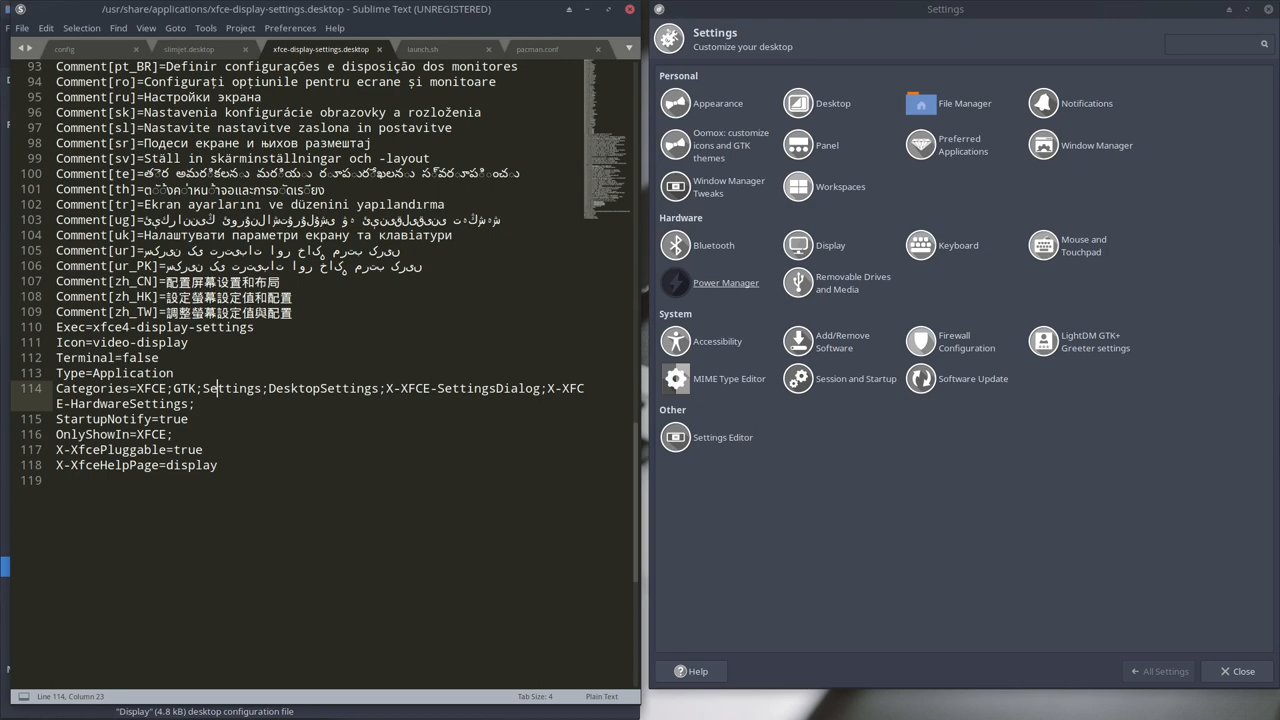 /usr/share/applications/xfce-display-settings.desktop - Sublime Text (UNREGISTERED)
File Edit Selection Find View Goto Tools Project Preferences Help
config slimjet.desktop xfce-display-settings.desktop launch.sh pacman.conf
93 Comment[pt_BR]=Definir configurações e disposição dos monitores
94 Comment[ro]=Configurați opțiunile pentru ecrane și monitoare
95 Comment[ru]=Настройки экрана
96 Comment[sk]=Nastavenia konfigurácie obrazovky a rozloženia
97 Comment[sl]=Nastavite nastavitve zaslona in postavitve
98 Comment[sr]=Подеси екране и њихов размештај
99 Comment[sv]=Ställ in skärminställningar och -layout
100 Comment[te]=
101 Comment[th]=
102 Comment[tr]=Ekran ayarlarını ve düzenini yapılandırma
103 Comment[ug]=
104 Comment[uk]=Налаштувати параметри екрану та клавіатури
105 Comment[ur]=
106 Comment[ur_PK]=
107 Comment[zh_CN]=配置屏幕设置和布局
108 Comment[zh_HK]=設定螢幕設定值和配置
109 Comment[zh_TW]=調整螢幕設定值與配置
110 Exec=xfce4-display-settings
111 Icon=video-display
112 Terminal=false
113 Type=Application
114 Categories=XFCE;GTK;Settings;DesktopSettings;X-XFCE-SettingsDialog;X-XFC
E-HardwareSettings;
115 StartupNotify=true
116 OnlyShowIn=XFCE;
117 X-XfcePluggable=true
118 X-XfceHelpPage=display
119
Line 114, Column 23 Tab Size: 4 Plain Text
"Display" (4.8 kB) desktop configuration file
Settings
Settings
Customize your desktop
Personal
Appearance Desktop File Manager Notifications
Oomox: customize
icons and GTK
themes
Panel
Preferred
Applications
Window Manager
Window Manager
Tweaks
Workspaces
Hardware
Bluetooth Display Keyboard
Mouse and
Touchpad
Power Manager
Removable Drives
and Media
System
Accessibility
Add/Remove
Software
Firewall
Configuration
LightDM GTK+
Greeter settings
MIME Type Editor Session and Startup Software Update
Other
Settings Editor
Help All Settings Close